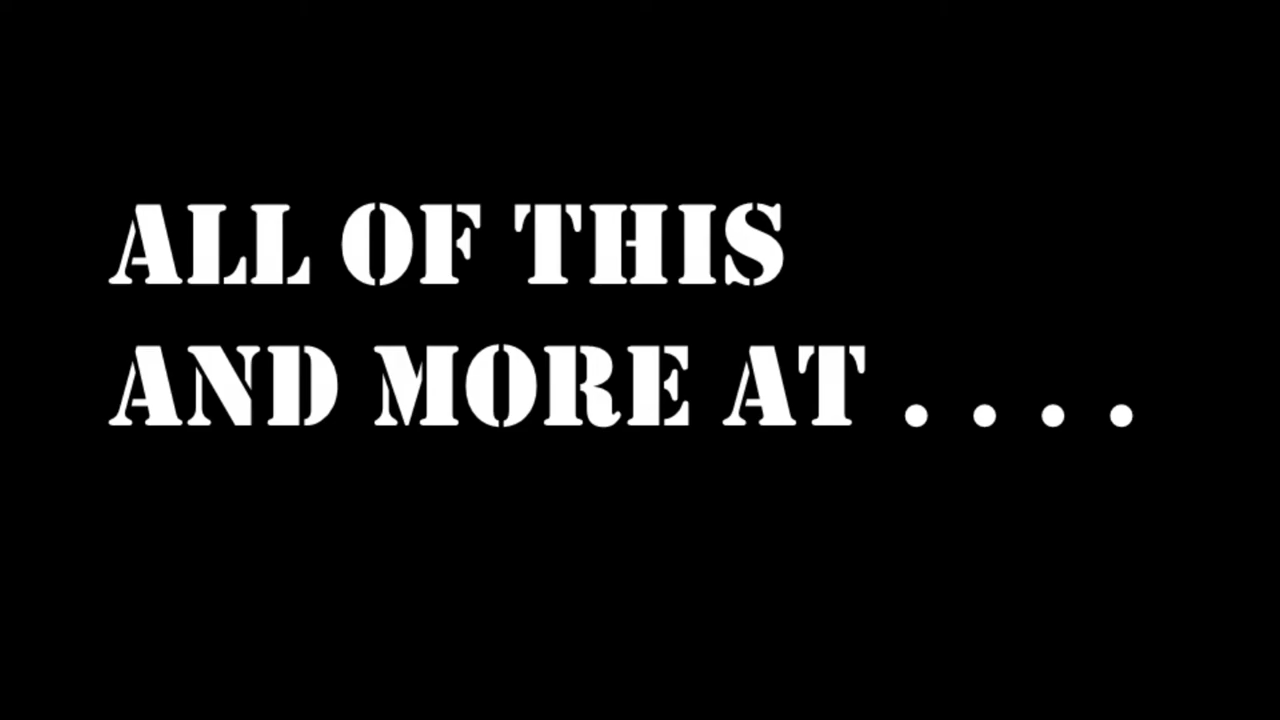 ALL OF THIS
AND MORE AT . . . .